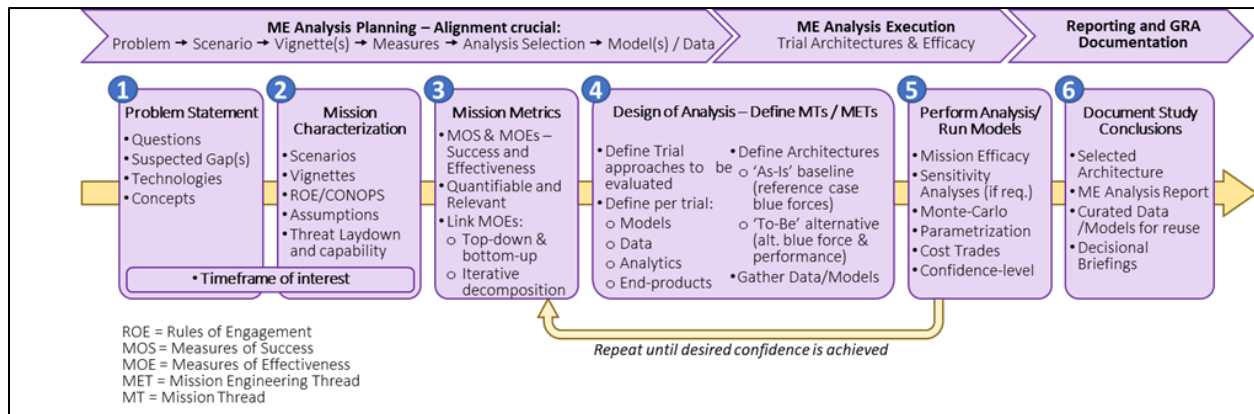 ME Analysis Planning – Alignment crucial:
Problem → Scenario → Vignette(s) → Measures → Analysis Selection → Model(s) / Data
ME Analysis Execution
Trial Architectures & Efficacy
Reporting and GRA
Documentation
1
Problem Statement
• Questions
• Suspected Gap(s)
• Technologies
• Concepts
2
Mission
Characterization
• Scenarios
• Vignettes
• ROE/CONOPS
• Assumptions
• Threat Laydown
and capability
• Timeframe of interest
3
Mission Metrics
• MOS & MOEs –
Success and
Effectiveness
• Quantifiable and
Relevant
• Link MOEs:
o Top-down &
bottom-up
o Iterative
decomposition
4
Design of Analysis – Define MTs / METs
• Define Trial
approaches to be
evaluated
• Define per trial:
o Models
o Data
o Analytics
o End-products
• Define Architectures
o 'As-Is' baseline
(reference case
blue forces)
o 'To-Be' alternative
(alt. blue force &
performance)
• Gather Data/Models
5
Perform Analysis/
Run Models
• Mission Efficacy
• Sensitivity
Analyses (if req.)
• Monte-Carlo
• Parametrization
• Cost Trades
• Confidence-level
6
Document Study
Conclusions
• Selected
Architecture
• ME Analysis Report
• Curated Data
/Models for reuse
• Decisional
Briefings
Repeat until desired confidence is achieved
ROE = Rules of Engagement
MOS = Measures of Success
MOE = Measures of Effectiveness
MET = Mission Engineering Thread
MT = Mission Thread